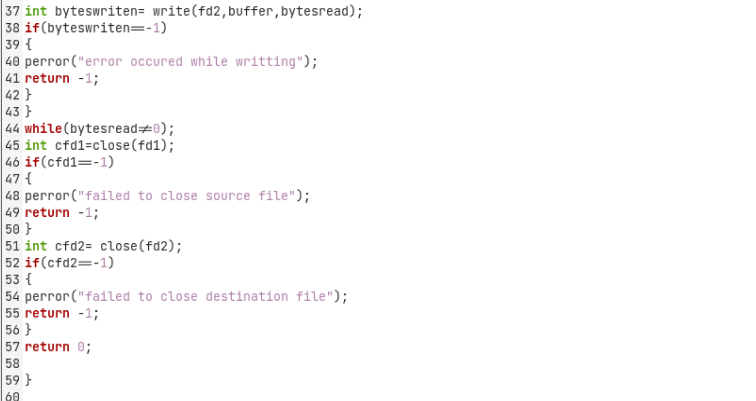 37 int byteswriten= write(fd2,buffer,bytesread);
38 if(byteswriten==-1)
39 {
40 perror("error occured while writting");
41 return -1;
42 }
43 }
44 while(bytesread!=0);
45 int cfd1=close(fd1);
46 if(cfd1==-1)
47 {
48 perror("failed to close source file");
49 return -1;
50 }
51 int cfd2= close(fd2);
52 if(cfd2==-1)
53 {
54 perror("failed to close destination file");
55 return -1;
56 }
57 return 0;
58
59 }
60